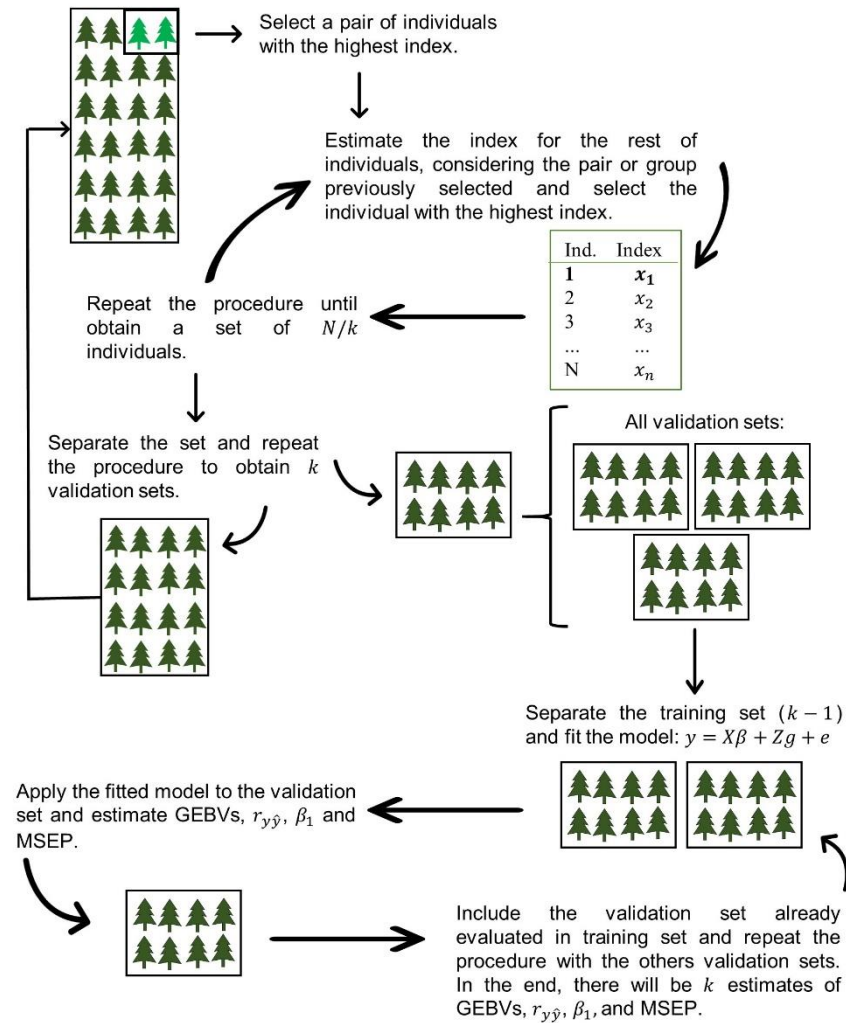 Select a pair of individuals
with the highest index.
Estimate the index for the rest of
individuals, considering the pair or group
previously selected and select the
individual with the highest index.
Ind. Index
1 x₁
2 x₂
3 x₃
... ...
N xₙ
Repeat the procedure until
obtain a set of N/k
individuals.
Separate the set and repeat
the procedure to obtain k
validation sets.
All validation sets:
Separate the training set (k − 1)
and fit the model: y = Xβ + Zg + e
Apply the fitted model to the validation
set and estimate GEBVs, r_yŷ, β₁ and
MSEP.
Include the validation set already
evaluated in training set and repeat the
procedure with the others validation sets.
In the end, there will be k estimates of
GEBVs, r_yŷ, β₁, and MSEP.